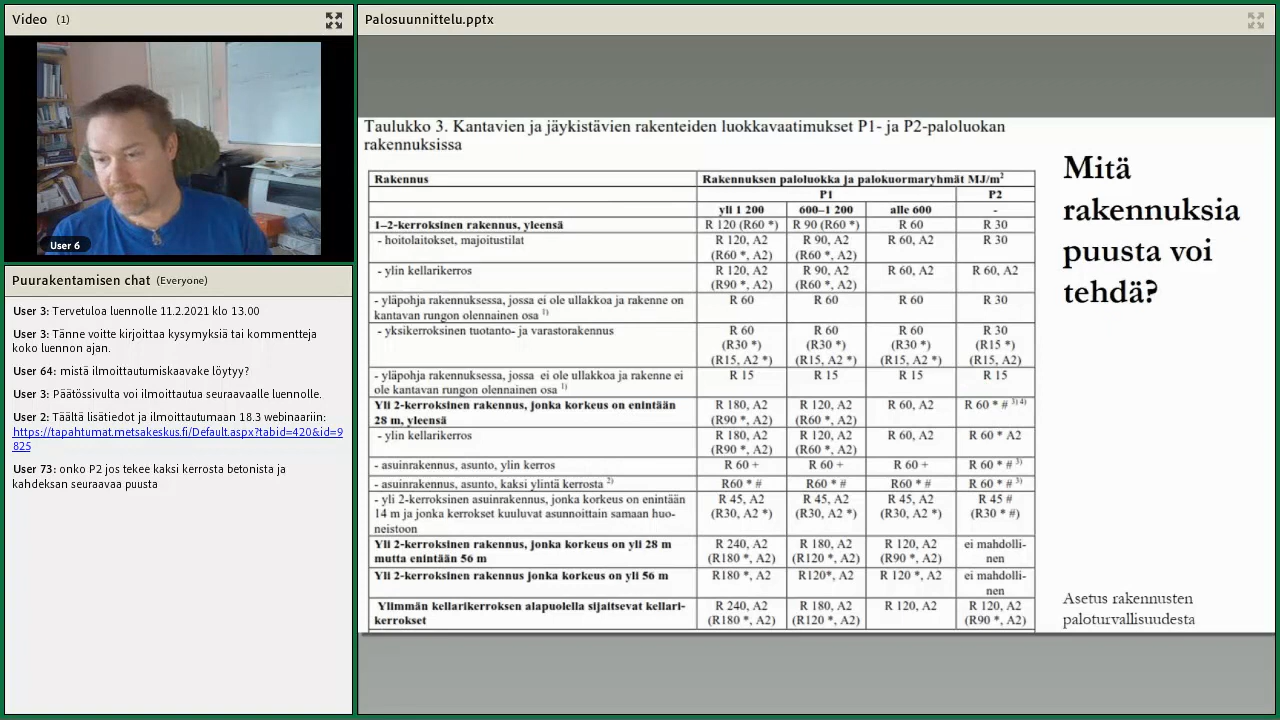 Video (1)
User 6
Puurakentamisen chat (Everyone)
User 3: Tervetuloa luennolle 11.2.2021 klo 13.00
User 3: Tänne voitte kirjoittaa kysymyksiä tai kommentteja
koko luennon ajan.
User 64: mistä ilmoittautumiskaavake löytyy?
User 3: Päätössivulta voi ilmoittautua seuraavaalle luennolle.
User 2: Täältä lisätiedot ja ilmoittautumaan 18.3 webinaariin:
https://tapahtumat.metsakeskus.fi/Default.aspx?tabid=420&id=9
825
User 73: onko P2 jos tekee kaksi kerrosta betonista ja
kahdeksan seuraavaa puusta
Palosuunnittelu.pptx
Taulukko 3. Kantavien ja jäykistävien rakenteiden luokkavaatimukset P1- ja P2-paloluokan
rakennuksissa
Rakennus Rakennuksen paloluokka ja palokuormaryhmät MJ/m²
P1 P2
yli 1 200 600–1 200 alle 600 -
1–2-kerroksinen rakennus, yleensä R 120 (R60 *) R 90 (R60 *) R 60 R 30
- hoitolaitokset, majoitustilat R 120, A2 R 90, A2 R 60, A2 R 30
(R60 *, A2) (R60 *, A2)
- ylin kellarikerros R 120, A2 R 90, A2 R 60, A2 R 60, A2
(R90 *, A2) (R60 *, A2)
- yläpohja rakennuksessa, jossa ei ole ullakkoa ja rakenne on R 60 R 60 R 60 R 30
kantavan rungon olennainen osa ¹⁾
- yksikerroksinen tuotanto- ja varastorakennus R 60 R 60 R 60 R 30
(R30 *) (R30 *) (R30 *) (R15 *)
(R15, A2 *) (R15, A2 *) (R15, A2 *) (R15, A2)
- yläpohja rakennuksessa, jossa ei ole ullakkoa ja rakenne ei R 15 R 15 R 15 R 15
ole kantavan rungon olennainen osa ¹⁾
Yli 2-kerroksinen rakennus, jonka korkeus on enintään R 180, A2 R 120, A2 R 60, A2 R 60 * # ³⁾ ⁴⁾
28 m, yleensä (R90 *, A2) (R60 *, A2)
- ylin kellarikerros R 180, A2 R 120, A2 R 60, A2 R 60 * A2
(R90 *, A2) (R60 *, A2)
- asuinrakennus, asunto, ylin kerros R 60 + R 60 + R 60 + R 60 * # ³⁾
- asuinrakennus, asunto, kaksi ylintä kerrosta ²⁾ R60 * # R60 * # R60 * # R 60 * # ³⁾
- yli 2-kerroksinen asuinrakennus, jonka korkeus on enintään R 45, A2 R 45, A2 R 45, A2 R 45 #
14 m ja jonka kerrokset kuuluvat asunnoittain samaan huo- (R30, A2 *) (R30, A2 *) (R30, A2 *) (R30 * #)
neistoon
Yli 2-kerroksinen rakennus, jonka korkeus on yli 28 m R 240, A2 R 180, A2 R 120, A2 ei mahdolli-
mutta enintään 56 m (R180 *, A2) (R120 *, A2) (R90 *, A2) nen
Yli 2-kerroksinen rakennus jonka korkeus on yli 56 m R180 *, A2 R120*, A2 R 120 *, A2 ei mahdolli-
nen
Ylimmän kellarikerroksen alapuolella sijaitsevat kellari- R 240, A2 R 180, A2 R 120, A2 R 120, A2
kerrokset (R180 *, A2) (R120 *, A2) (R90 *, A2)
Mitä
rakennuksia
puusta voi
tehdä?
Asetus rakennusten
paloturvallisuudesta